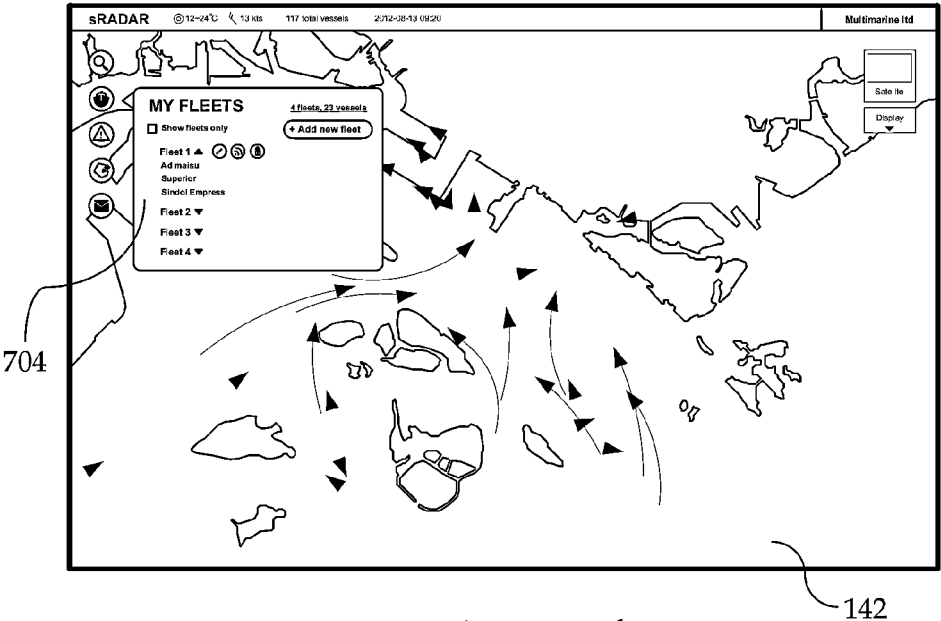 sRADAR 12-24°C 13 kts 117 total vessels 2012-08-13 09:20 Multimarine ltd
MY FLEETS 4 fleets, 23 vessels
Show fleets only + Add new fleet
Fleet 1
Ad maisu
Superior
Sindol Empress
Fleet 2
Fleet 3
Fleet 4
Sate lite
Display
704
142